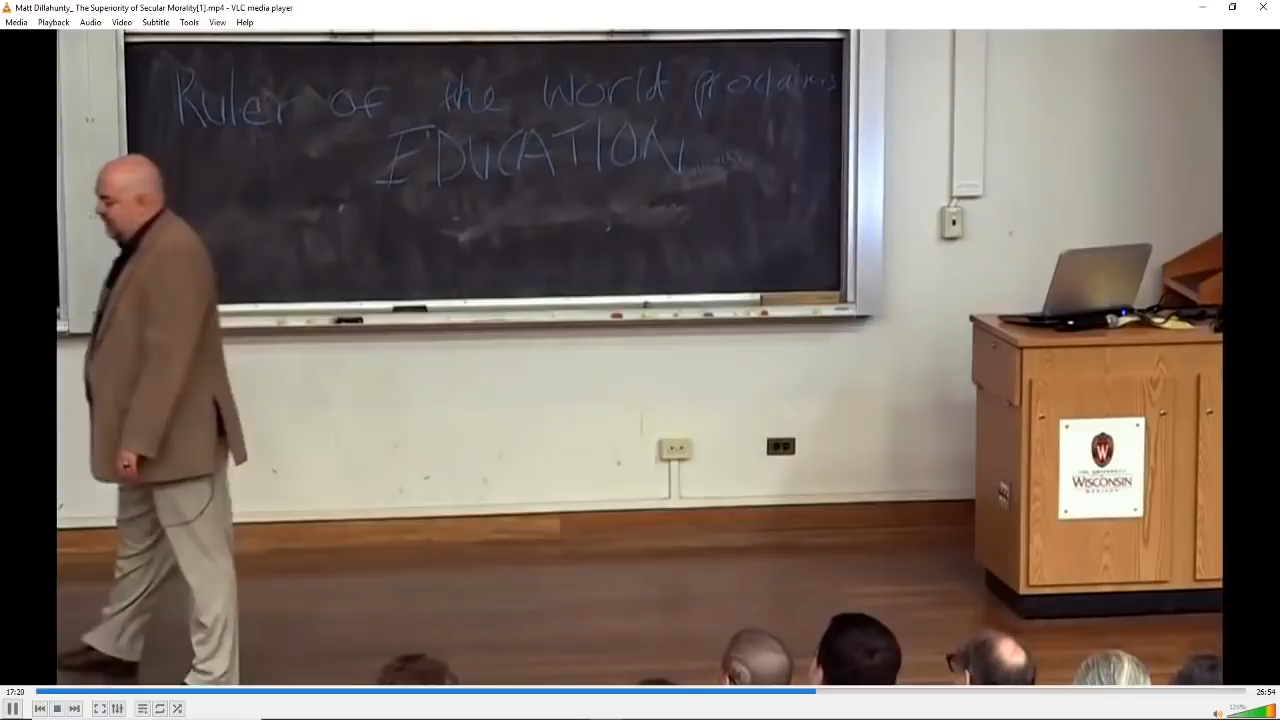 Matt Dillahunty_ The Superiority of Secular Morality[1].mp4 - VLC media player
Media Playback Audio Video Subtitle Tools View Help
Ruler of the World proclaims
EDUCATION
W
WISCONSIN
MADISON
17:20
26:54